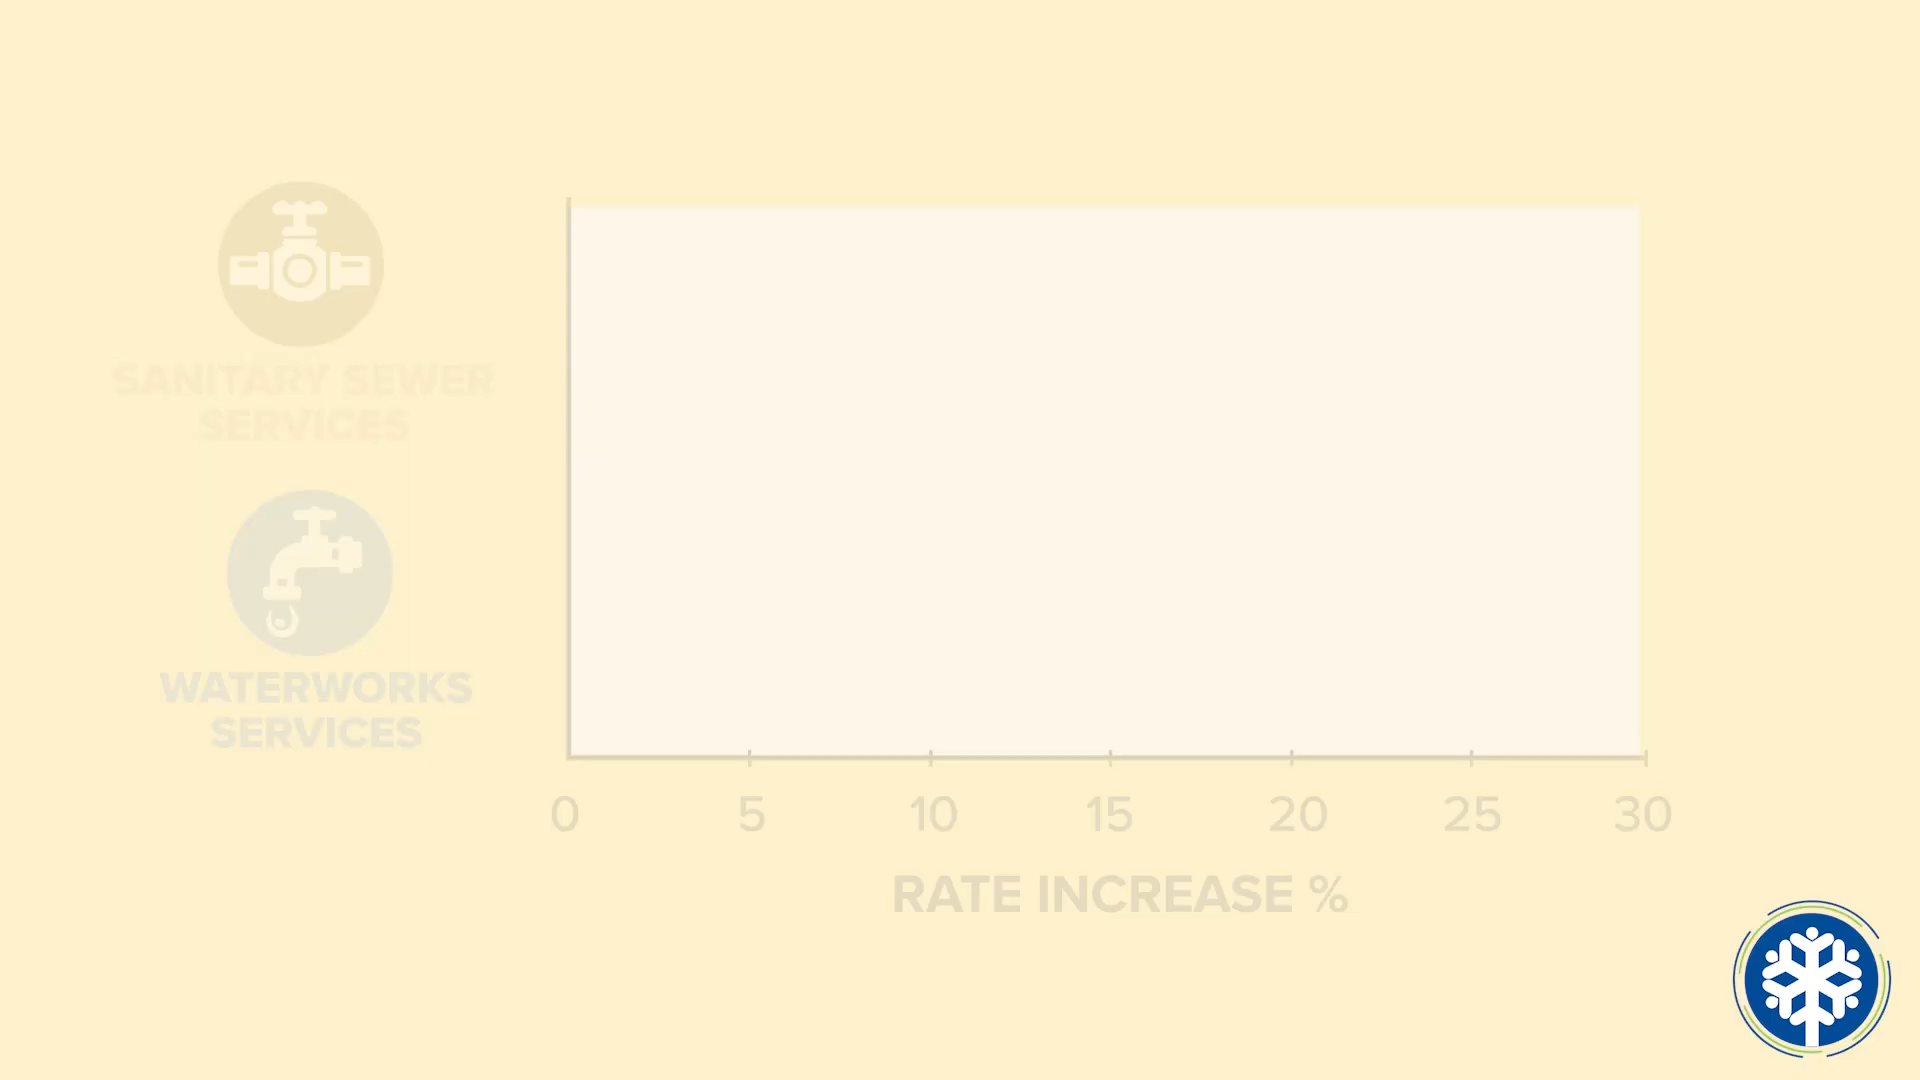 SANITARY SEWER
SERVICES
WATERWORKS
SERVICES
0 5 10 15 20 25 30
RATE INCREASE %